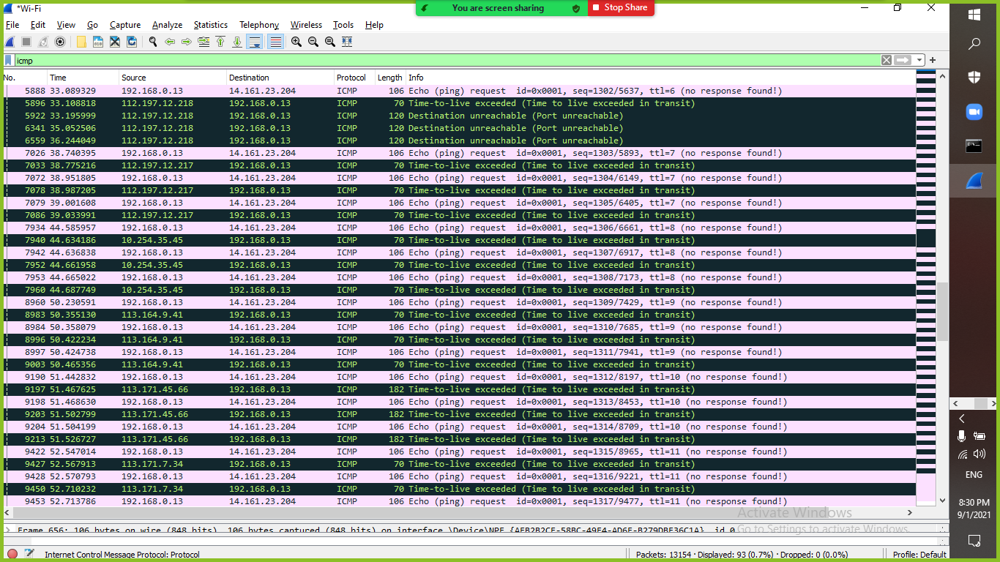 *Wi-Fi
You are screen sharing
Stop Share
File Edit View Go Capture Analyze Statistics Telephony Wireless Tools Help
icmp
No. Time Source Destination Protocol Length Info
5888 33.089329 192.168.0.13 14.161.23.204 ICMP 106 Echo (ping) request id=0x0001, seq=1302/5637, ttl=6 (no response found!)
5896 33.108818 112.197.12.218 192.168.0.13 ICMP 70 Time-to-live exceeded (Time to live exceeded in transit)
5922 33.195999 112.197.12.218 192.168.0.13 ICMP 120 Destination unreachable (Port unreachable)
6341 35.052506 112.197.12.218 192.168.0.13 ICMP 120 Destination unreachable (Port unreachable)
6559 36.244049 112.197.12.218 192.168.0.13 ICMP 120 Destination unreachable (Port unreachable)
7026 38.740395 192.168.0.13 14.161.23.204 ICMP 106 Echo (ping) request id=0x0001, seq=1303/5893, ttl=7 (no response found!)
7033 38.775216 112.197.12.217 192.168.0.13 ICMP 70 Time-to-live exceeded (Time to live exceeded in transit)
7072 38.951805 192.168.0.13 14.161.23.204 ICMP 106 Echo (ping) request id=0x0001, seq=1304/6149, ttl=7 (no response found!)
7078 38.987205 112.197.12.217 192.168.0.13 ICMP 70 Time-to-live exceeded (Time to live exceeded in transit)
7079 39.001608 192.168.0.13 14.161.23.204 ICMP 106 Echo (ping) request id=0x0001, seq=1305/6405, ttl=7 (no response found!)
7086 39.033991 112.197.12.217 192.168.0.13 ICMP 70 Time-to-live exceeded (Time to live exceeded in transit)
7934 44.585957 192.168.0.13 14.161.23.204 ICMP 106 Echo (ping) request id=0x0001, seq=1306/6661, ttl=8 (no response found!)
7940 44.634186 10.254.35.45 192.168.0.13 ICMP 70 Time-to-live exceeded (Time to live exceeded in transit)
7942 44.636838 192.168.0.13 14.161.23.204 ICMP 106 Echo (ping) request id=0x0001, seq=1307/6917, ttl=8 (no response found!)
7952 44.661958 10.254.35.45 192.168.0.13 ICMP 70 Time-to-live exceeded (Time to live exceeded in transit)
7953 44.665022 192.168.0.13 14.161.23.204 ICMP 106 Echo (ping) request id=0x0001, seq=1308/7173, ttl=8 (no response found!)
7960 44.687749 10.254.35.45 192.168.0.13 ICMP 70 Time-to-live exceeded (Time to live exceeded in transit)
8960 50.230591 192.168.0.13 14.161.23.204 ICMP 106 Echo (ping) request id=0x0001, seq=1309/7429, ttl=9 (no response found!)
8983 50.355130 113.164.9.41 192.168.0.13 ICMP 70 Time-to-live exceeded (Time to live exceeded in transit)
8984 50.358079 192.168.0.13 14.161.23.204 ICMP 106 Echo (ping) request id=0x0001, seq=1310/7685, ttl=9 (no response found!)
8996 50.422234 113.164.9.41 192.168.0.13 ICMP 70 Time-to-live exceeded (Time to live exceeded in transit)
8997 50.424738 192.168.0.13 14.161.23.204 ICMP 106 Echo (ping) request id=0x0001, seq=1311/7941, ttl=9 (no response found!)
9003 50.465356 113.164.9.41 192.168.0.13 ICMP 70 Time-to-live exceeded (Time to live exceeded in transit)
9190 51.442832 192.168.0.13 14.161.23.204 ICMP 106 Echo (ping) request id=0x0001, seq=1312/8197, ttl=10 (no response found!)
9197 51.467625 113.171.45.66 192.168.0.13 ICMP 182 Time-to-live exceeded (Time to live exceeded in transit)
9198 51.468630 192.168.0.13 14.161.23.204 ICMP 106 Echo (ping) request id=0x0001, seq=1313/8453, ttl=10 (no response found!)
9203 51.502799 113.171.45.66 192.168.0.13 ICMP 182 Time-to-live exceeded (Time to live exceeded in transit)
9204 51.504199 192.168.0.13 14.161.23.204 ICMP 106 Echo (ping) request id=0x0001, seq=1314/8709, ttl=10 (no response found!)
9213 51.526727 113.171.45.66 192.168.0.13 ICMP 182 Time-to-live exceeded (Time to live exceeded in transit)
9422 52.547014 192.168.0.13 14.161.23.204 ICMP 106 Echo (ping) request id=0x0001, seq=1315/8965, ttl=11 (no response found!)
9427 52.567913 113.171.7.34 192.168.0.13 ICMP 70 Time-to-live exceeded (Time to live exceeded in transit)
9428 52.570793 192.168.0.13 14.161.23.204 ICMP 106 Echo (ping) request id=0x0001, seq=1316/9221, ttl=11 (no response found!)
9450 52.710232 113.171.7.34 192.168.0.13 ICMP 70 Time-to-live exceeded (Time to live exceeded in transit)
9453 52.713786 192.168.0.13 14.161.23.204 ICMP 106 Echo (ping) request id=0x0001, seq=1317/9477, ttl=11 (no response found!)
Activate Windows
Go to Settings to activate Windows.
Frame 656: 106 bytes on wire (848 bits), 106 bytes captured (848 bits) on interface
Internet Control Message Protocol: Protocol
Packets: 13154 · Displayed: 93 (0.7%) · Dropped: 0 (0.0%)
Profile: Default
ENG
8:30 PM
9/1/2021